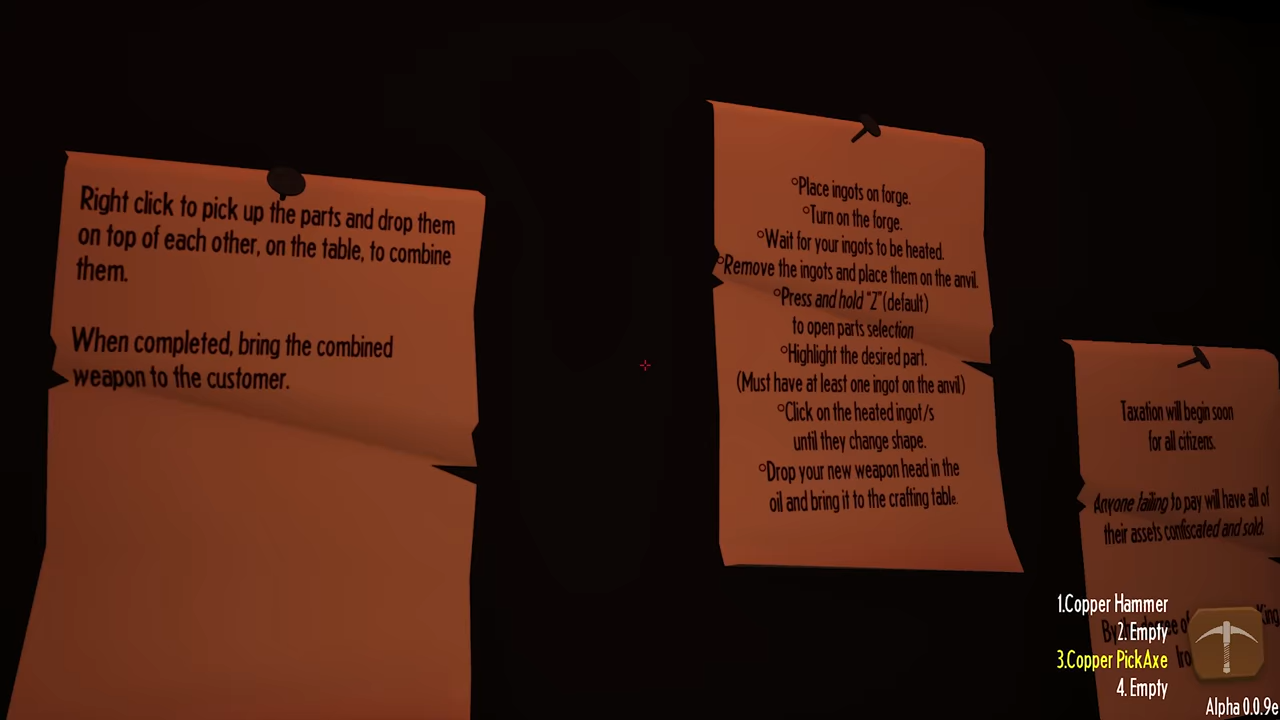 Right click to pick up the parts and drop them
on top of each other, on the table, to combine
them.
When completed, bring the combined
weapon to the customer.
°Place ingots on forge.
°Turn on the forge.
°Wait for your ingots to be heated.
°Remove the ingots and place them on the anvil.
°Press and hold "Z"(default)
to open parts selection
°Highlight the desired part.
(Must have at least one ingot on the anvil)
°Click on the heated ingot/s
until they change shape.
°Drop your new weapon head in the
oil and bring it to the crafting table.
Taxation will begin soon
for all citizens.
Anyone failing to pay will have all of
their assets confiscated and sold.
By of King
Iro
1.Copper Hammer
2. Empty
3.Copper PickAxe
4. Empty
Alpha 0.0.9e